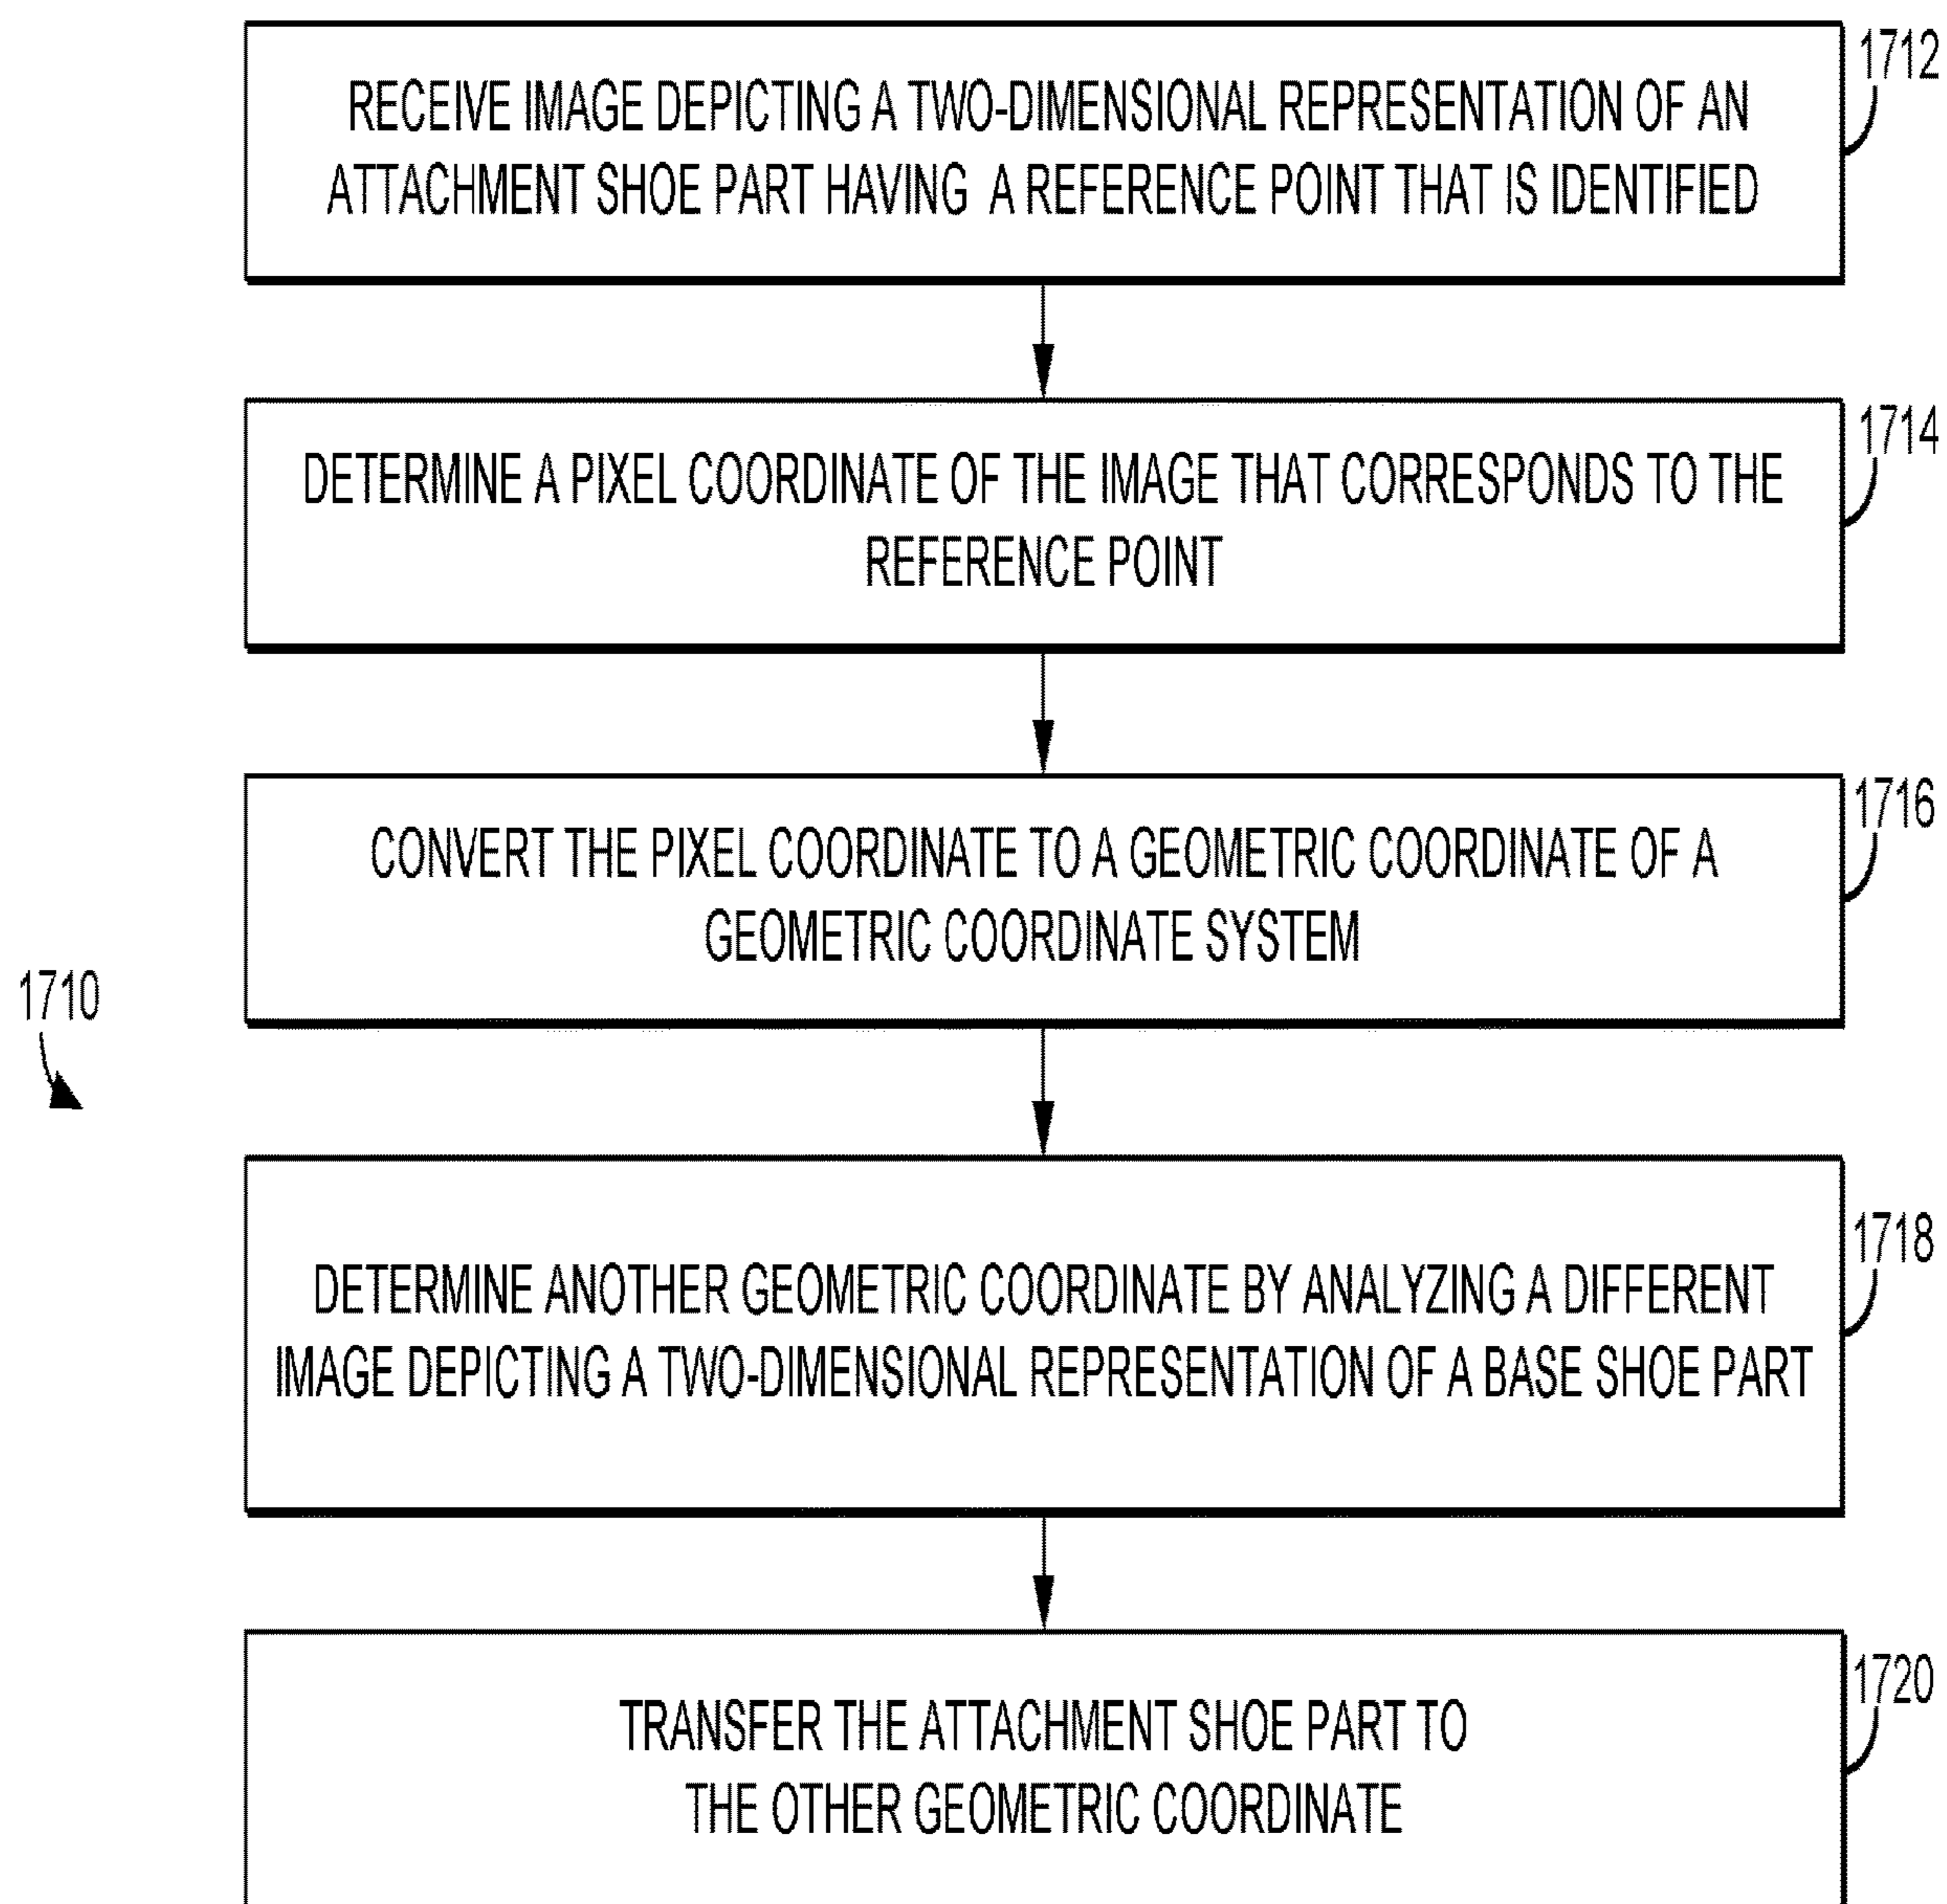 1712
RECEIVE IMAGE DEPICTING A TWO-DIMENSIONAL REPRESENTATION OF AN
ATTACHMENT SHOE PART HAVING A REFERENCE POINT THAT IS IDENTIFIED
1714
DETERMINE A PIXEL COORDINATE OF THE IMAGE THAT CORRESPONDS TO THE
REFERENCE POINT
1716
CONVERT THE PIXEL COORDINATE TO A GEOMETRIC COORDINATE OF A
GEOMETRIC COORDINATE SYSTEM
1710
1718
DETERMINE ANOTHER GEOMETRIC COORDINATE BY ANALYZING A DIFFERENT
IMAGE DEPICTING A TWO-DIMENSIONAL REPRESENTATION OF A BASE SHOE PART
1720
TRANSFER THE ATTACHMENT SHOE PART TO
THE OTHER GEOMETRIC COORDINATE